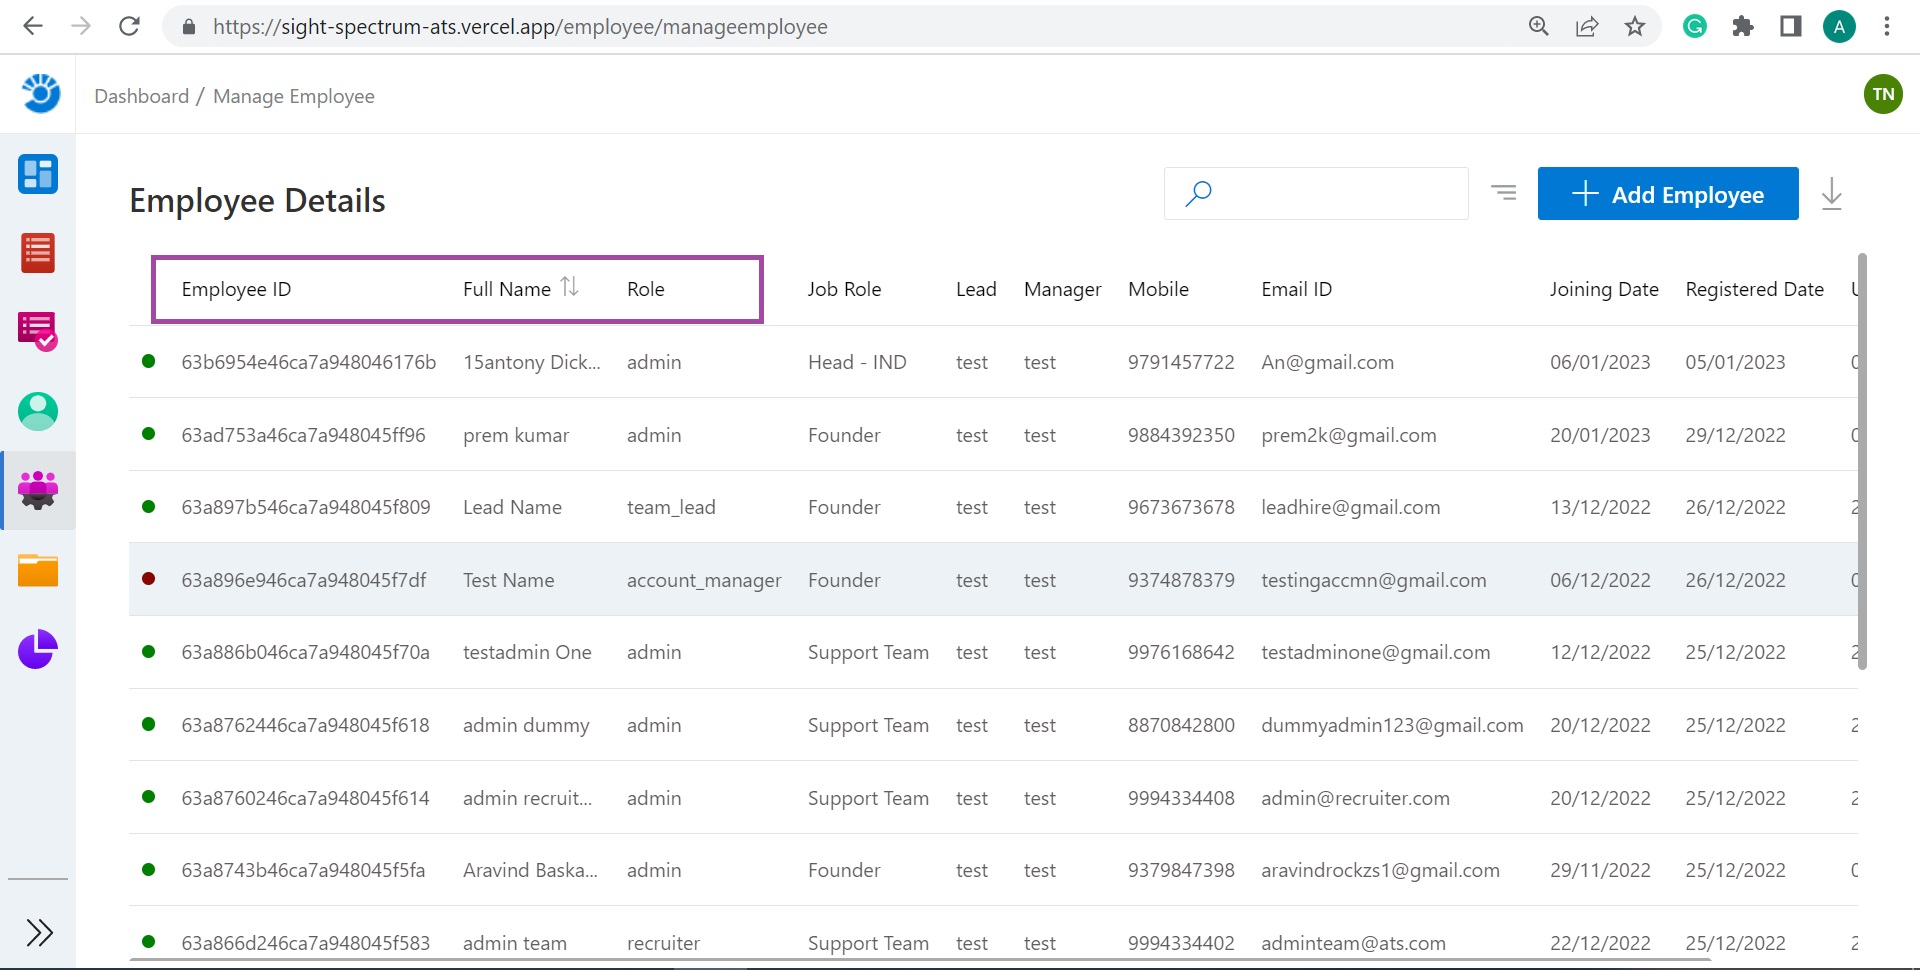 https://sight-spectrum-ats.vercel.app/employee/manageemployee
A
Dashboard / Manage Employee
TN
Employee Details
Add Employee
Employee ID Full Name Role Job Role Lead Manager Mobile Email ID Joining Date Registered Date
63b6954e46ca7a948046176b 15antony Dick... admin Head - IND test test 9791457722 An@gmail.com 06/01/2023 05/01/2023
63ad753a46ca7a948045ff96 prem kumar admin Founder test test 9884392350 prem2k@gmail.com 20/01/2023 29/12/2022
63a897b546ca7a948045f809 Lead Name team_lead Founder test test 9673673678 leadhire@gmail.com 13/12/2022 26/12/2022
63a896e946ca7a948045f7df Test Name account_manager Founder test test 9374878379 testingaccmn@gmail.com 06/12/2022 26/12/2022
63a886b046ca7a948045f70a testadmin One admin Support Team test test 9976168642 testadminone@gmail.com 12/12/2022 25/12/2022
63a8762446ca7a948045f618 admin dummy admin Support Team test test 8870842800 dummyadmin123@gmail.com 20/12/2022 25/12/2022
63a8760246ca7a948045f614 admin recruit... admin Support Team test test 9994334408 admin@recruiter.com 20/12/2022 25/12/2022
63a8743b46ca7a948045f5fa Aravind Baska... admin Founder test test 9379847398 aravindrockzs1@gmail.com 29/11/2022 25/12/2022
63a866d246ca7a948045f583 admin team recruiter Support Team test test 9994334402 adminteam@ats.com 22/12/2022 25/12/2022